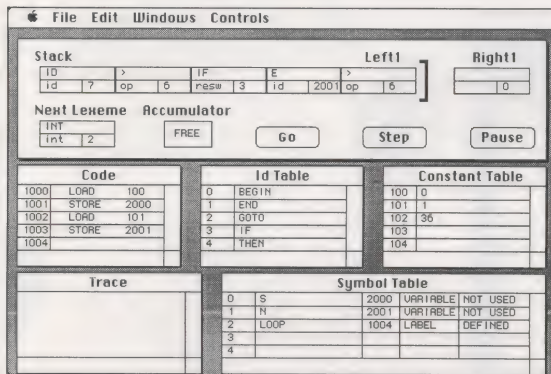 File Edit Windows Controls
Stack Left1 Right1
ID > IF E >
id 7 op 6 resw 3 id 2001 op 6 0
Next Lexeme Accumulator
INT
int 2 FREE Go Step Pause
Code
1000 LOAD 100
1001 STORE 2000
1002 LOAD 101
1003 STORE 2001
1004
Id Table
0 BEGIN
1 END
2 GOTO
3 IF
4 THEN
Constant Table
100 0
101 1
102 36
103
104
Trace
Symbol Table
0 S 2000 VARIABLE NOT USED
1 N 2001 VARIABLE NOT USED
2 LOOP 1004 LABEL DEFINED
3
4